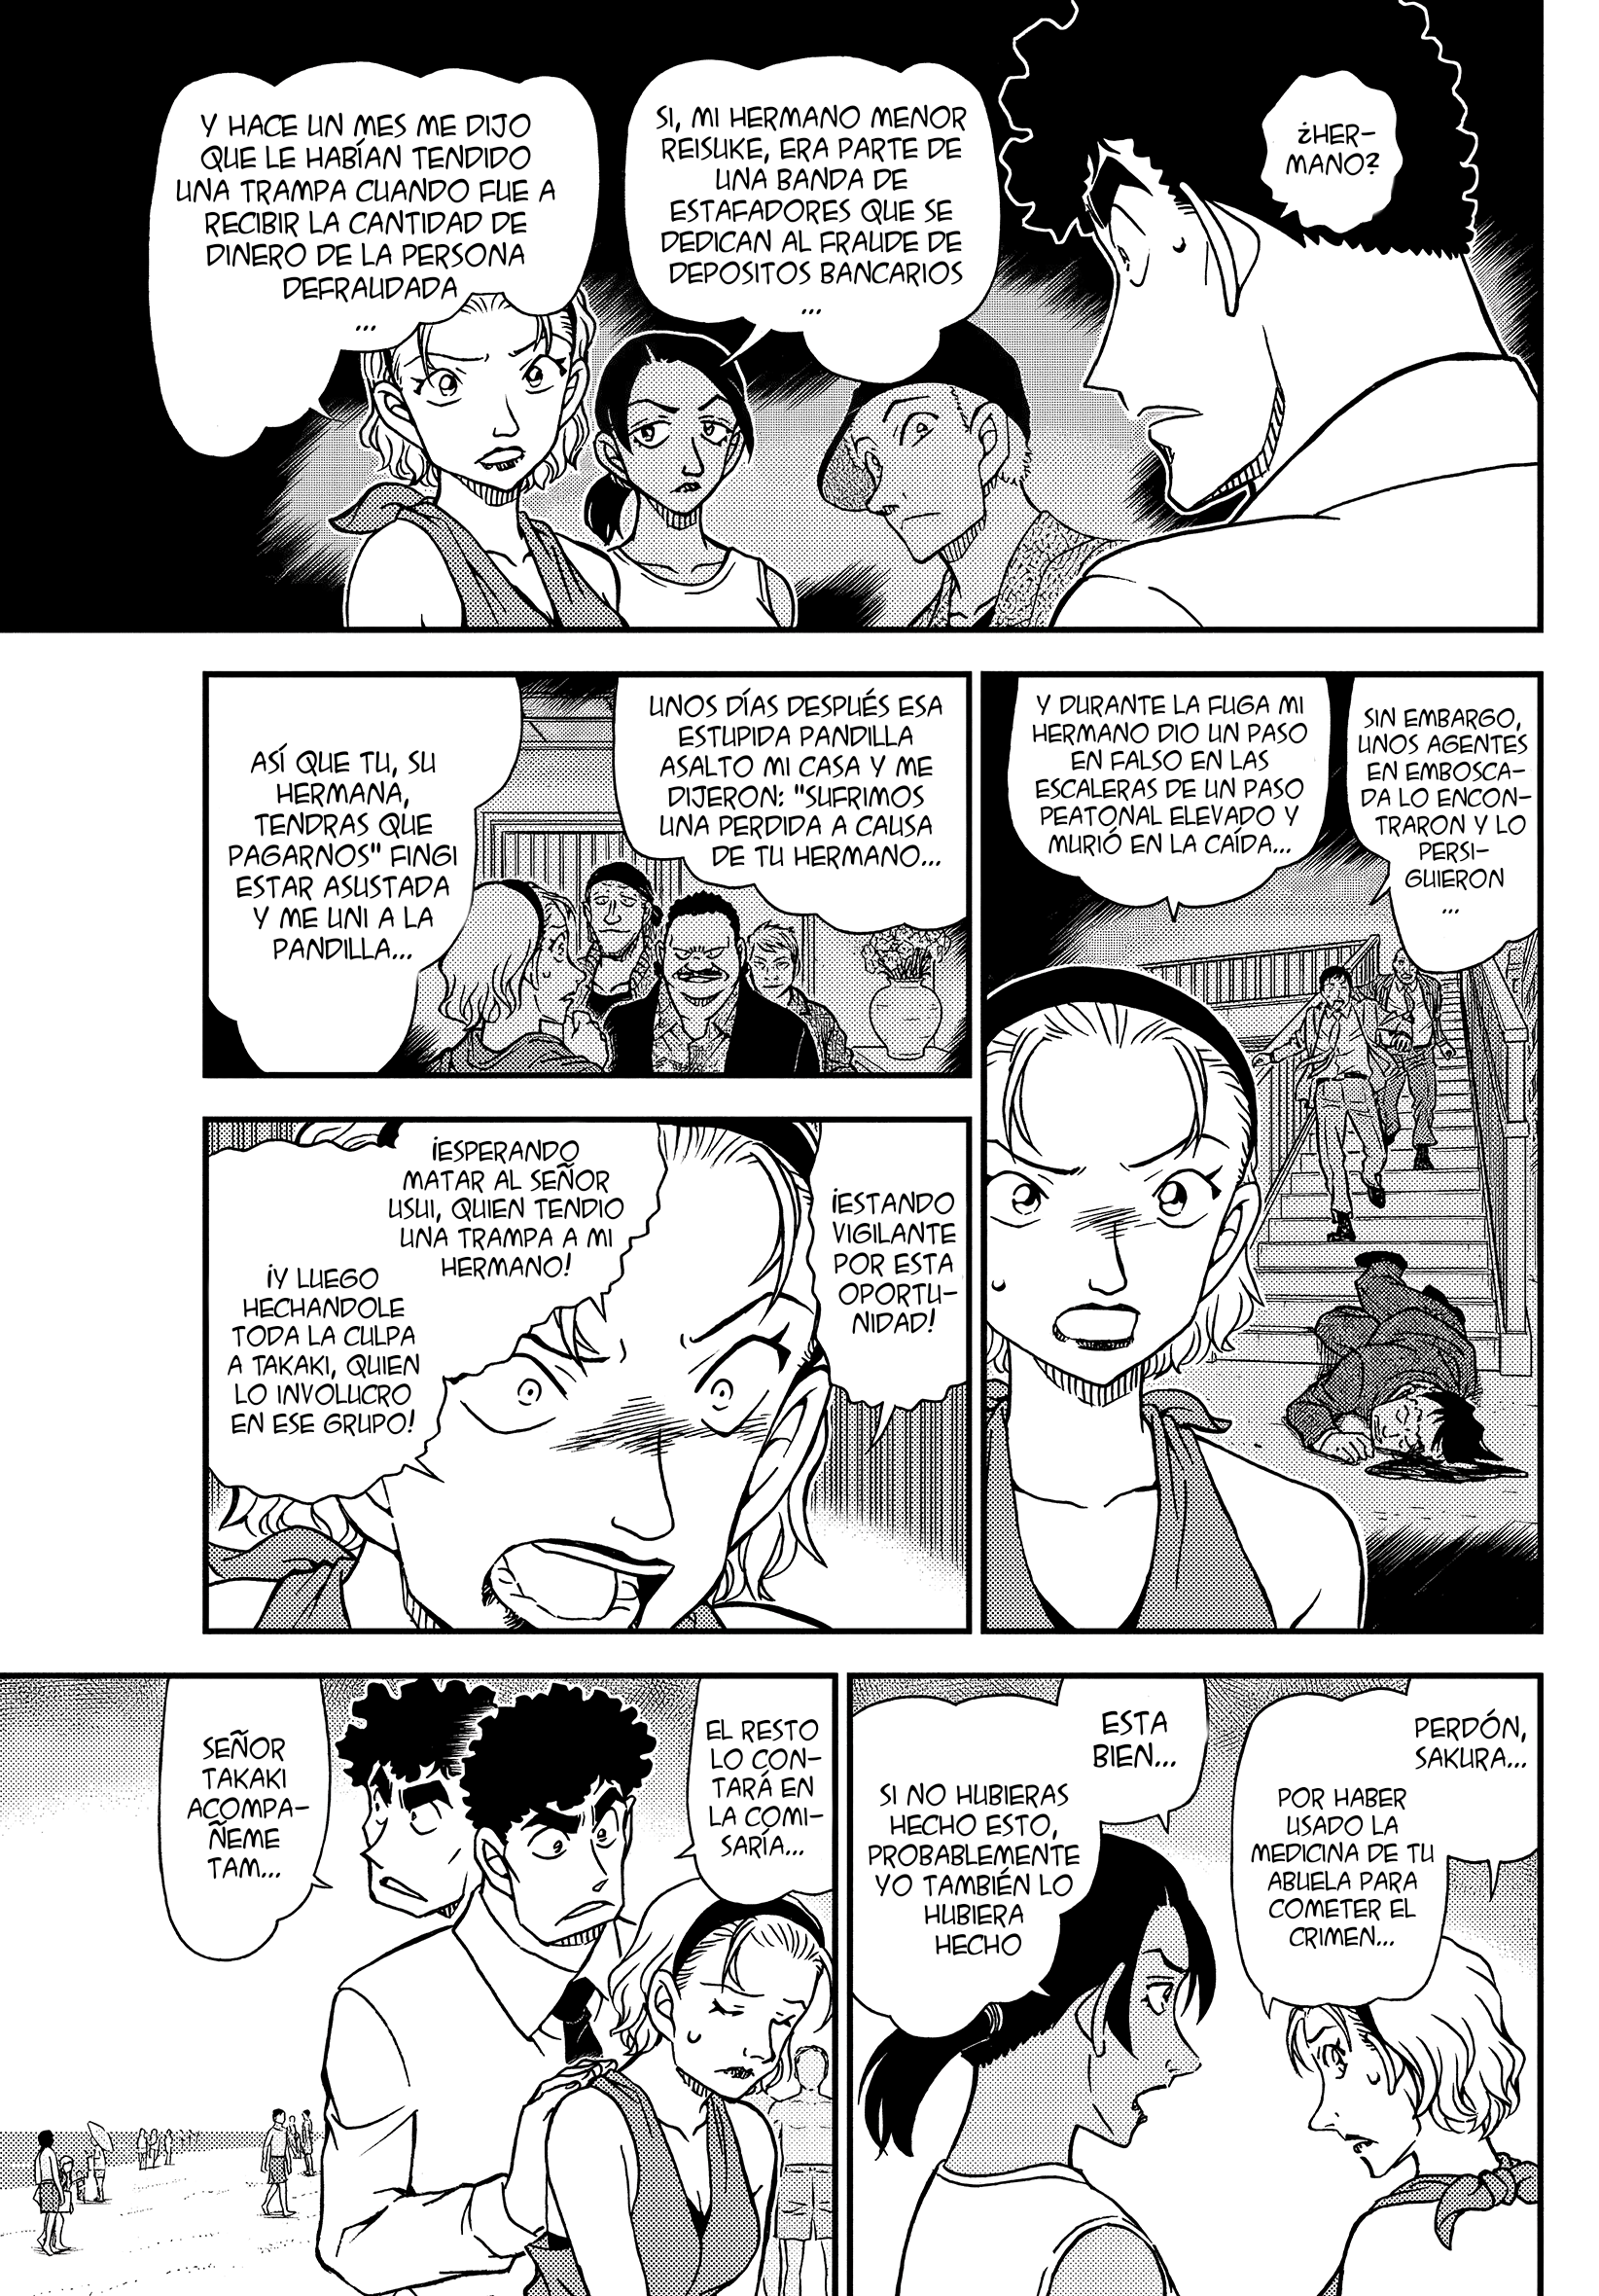 ¿HER-
MANO?
SI, MI HERMANO MENOR
REISUKE, ERA PARTE DE
UNA BANDA DE
ESTAFADORES QUE SE
DEDICAN AL FRAUDE DE
DEPOSITOS BANCARIOS
...
Y HACE UN MES ME DIJO
QUE LE HABÍAN TENDIDO
UNA TRAMPA CUANDO FUE A
RECIBIR LA CANTIDAD DE
DINERO DE LA PERSONA
DEFRAUDADA
...
SIN EMBARGO,
UNOS AGENTES
EN EMBOSCA-
DA LO ENCON-
TRARON Y LO
PERSI-
GUIERON
...
Y DURANTE LA FUGA MI
HERMANO DIO UN PASO
EN FALSO EN LAS
ESCALERAS DE UN PASO
PEATONAL ELEVADO Y
MURIÓ EN LA CAÍDA...
UNOS DÍAS DESPUÉS ESA
ESTUPIDA PANDILLA
ASALTO MI CASA Y ME
DIJERON: "SUFRIMOS
UNA PERDIDA A CAUSA
DE TU HERMANO...
ASÍ QUE TU, SU
HERMANA,
TENDRAS QUE
PAGARNOS" FINGI
ESTAR ASUSTADA
Y ME UNI A LA
PANDILLA...
¡ESTANDO
VIGILANTE
POR ESTA
OPORTU-
NIDAD!
¡ESPERANDO
MATAR AL SEÑOR
USUI, QUIEN TENDIO
UNA TRAMPA A MI
HERMANO!
¡Y LUEGO
HECHANDOLE
TODA LA CULPA
A TAKAKI, QUIEN
LO INVOLUCRO
EN ESE GRUPO!
PERDÓN,
SAKURA...
POR HABER
USADO LA
MEDICINA DE TU
ABUELA PARA
COMETER EL
CRIMEN...
ESTA
BIEN...
SI NO HUBIERAS
HECHO ESTO,
PROBABLEMENTE
YO TAMBIÉN LO
HUBIERA
HECHO
EL RESTO
LO CON-
TARÁ EN
LA COMI-
SARÍA...
SEÑOR
TAKAKI
ACOMPA-
ÑEME
TAM...